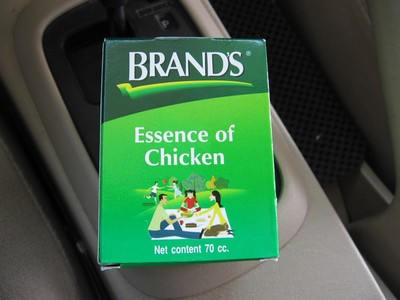 BRAND'S®
Essence of
Chicken
Net content 70 cc.